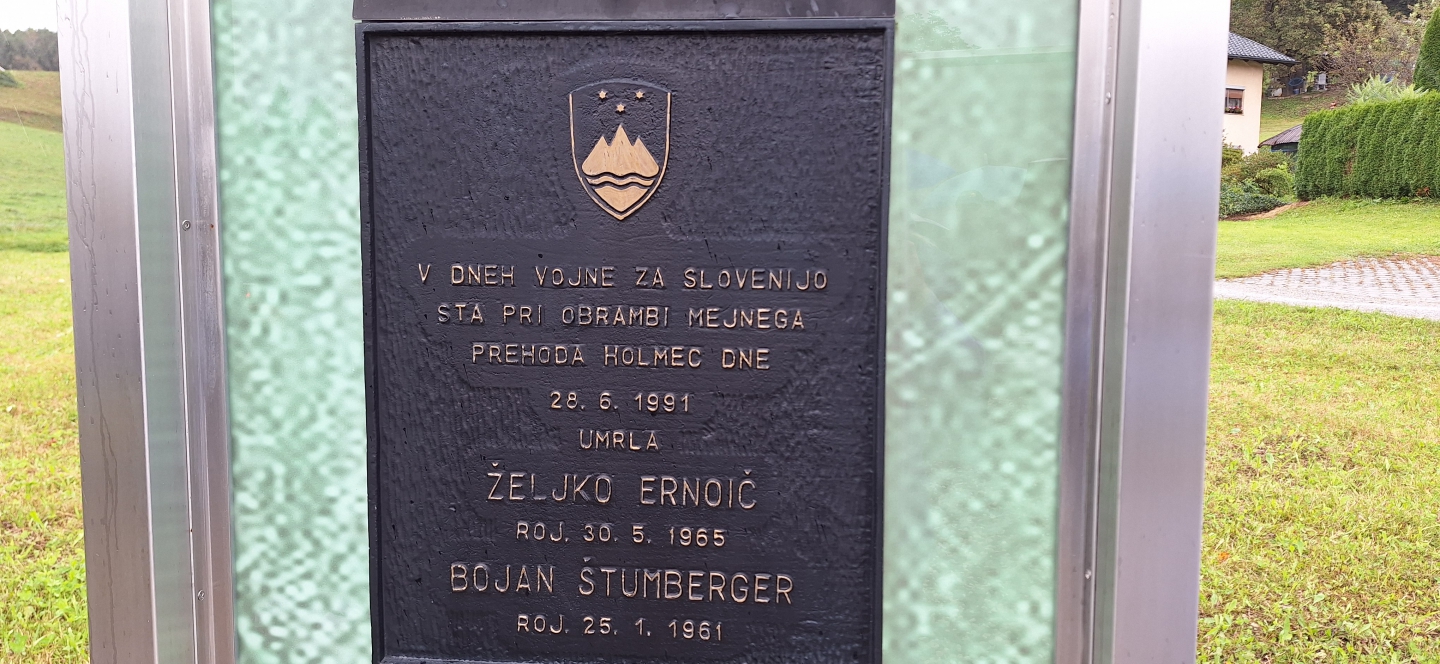 V DNEH VOJNE ZA SLOVENIJO
STA PRI OBRAMBI MEJNEGA
PREHODA HOLMEC DNE
28. 6. 1991
UMRLA
ŽELJKO ERNOIČ
ROJ. 30. 5. 1965
BOJAN ŠTUMBERGER
ROJ. 25. 1. 1961